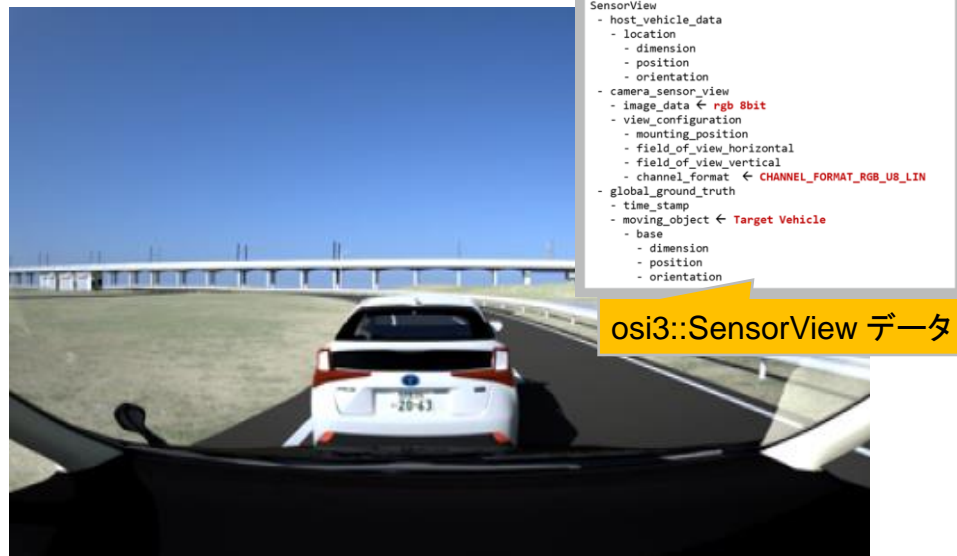 SensorView
- host_vehicle_data
- location
- dimension
- position
- orientation
- camera_sensor_view
- image_data ← rgb 8bit
- view_configuration
- mounting_position
- field_of_view_horizontal
- field_of_view_vertical
- channel_format ← CHANNEL_FORMAT_RGB_U8_LIN
- global_ground_truth
- time_stamp
- moving_object ← Target Vehicle
- base
- dimension
- position
- orientation
osi3::SensorView データ
20-63